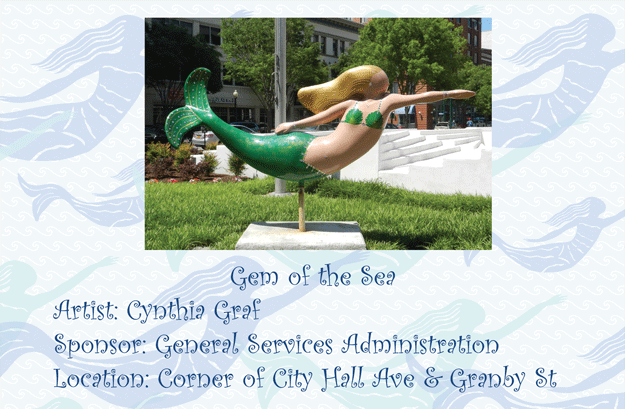 Gem of the Sea
Artist: Cynthia Graf
Sponsor: General Services Administration
Location: Corner of City Hall Ave & Granby St